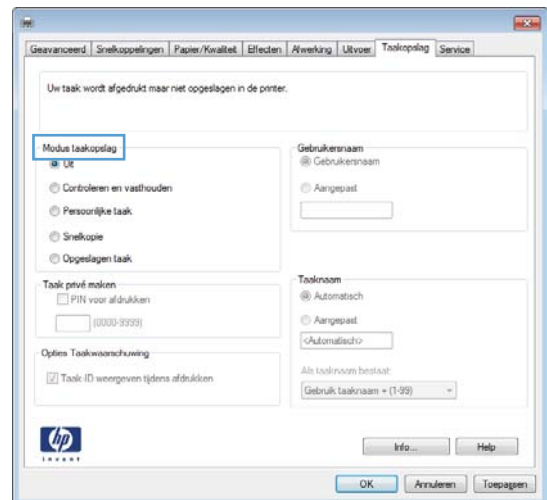 Geavanceerd Snelkoppelingen Papier/Kwaliteit Effecten Afwerking Uitvoer Taakopslag Service
Uw taak wordt afgedrukt maar niet opgeslagen in de printer.
Modus taakopslag
Uit
Controleren en vasthouden
Persoonlijke taak
Snelkopie
Opgeslagen taak
Gebruikersnaam
Gebruikersnaam
Aangepast
Taak privé maken
PIN voor afdrukken
(0000-9999)
Taaknaam
Automatisch
Aangepast
<Automatisch>
Opties Taakwaarschuwing
Taak-ID weergeven tijdens afdrukken
Als taaknaam bestaat:
Gebruik taaknaam + (1-99)
hp
invent
Info... Help
OK Annuleren Toepassen